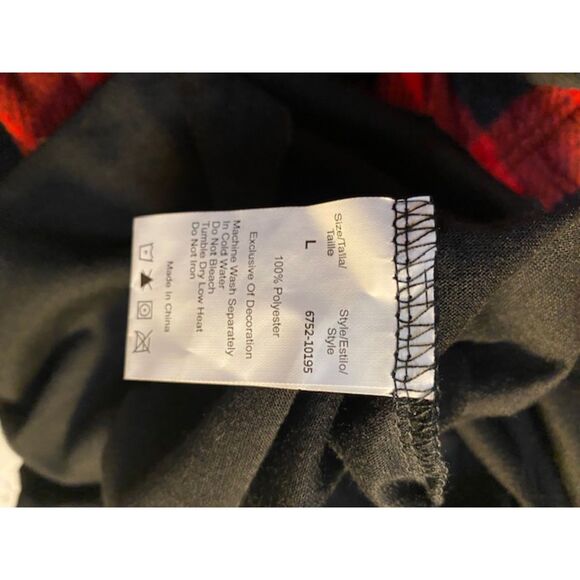 Size/Talla/ Style/Estilo/
Taille Style
L 6752-10195
100% Polyester
Exclusive Of Decorration
Machine Wash Separately
In Cold Water
Do Not Bleach
Tumble Dry Low Heat
Do Not Iron
Made In China